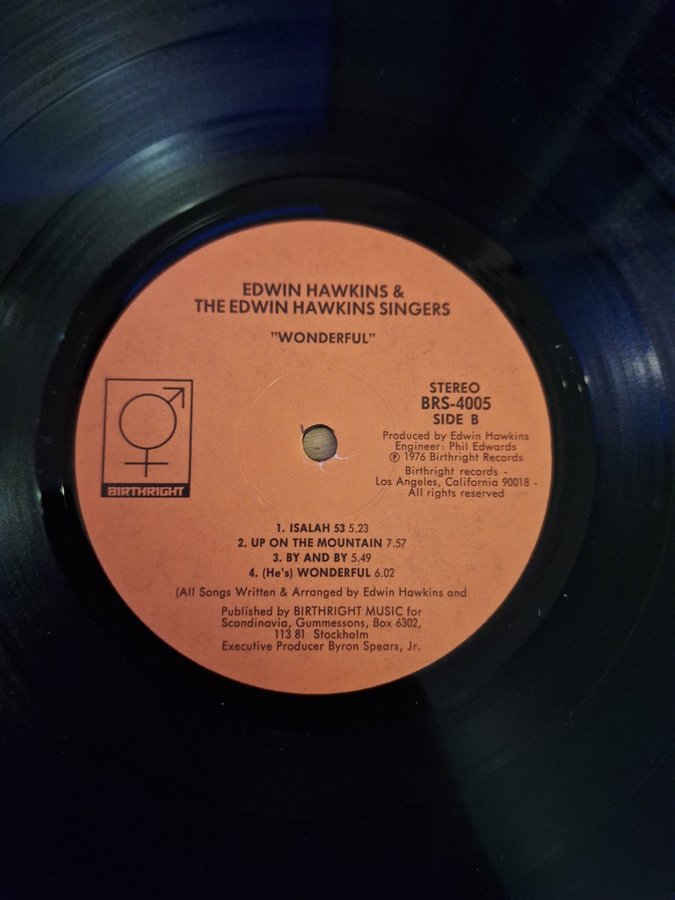 EDWIN HAWKINS &
THE EDWIN HAWKINS SINGERS
"WONDERFUL"
STEREO
BRS-4005
SIDE B
Produced by Edwin Hawkins
Engineer: Phil Edwards
℗ 1976 Birthright Records
Birthright records -
Los Angeles, California 90018 -
All rights reserved
BIRTHRIGHT
1. ISALAH 53 5.23
2. UP ON THE MOUNTAIN 7.57
3. BY AND BY 5.49
4. (He's) WONDERFUL 6.02
(All Songs Written & Arranged by Edwin Hawkins and
Published by BIRTHRIGHT MUSIC for
Scandinavia, Gummessons, Box 6302,
113 81 Stockholm
Executive Producer Byron Spears, Jr.